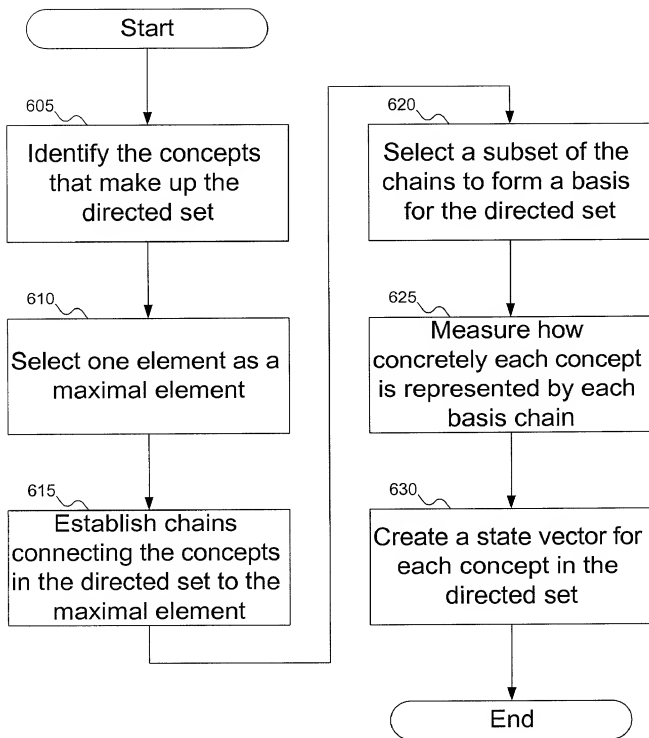 Start
605
Identify the concepts
that make up the
directed set
610
Select one element as a
maximal element
615
Establish chains
connecting the concepts
in the directed set to the
maximal element
620
Select a subset of the
chains to form a basis
for the directed set
625
Measure how
concretely each concept
is represented by each
basis chain
630
Create a state vector for
each concept in the
directed set
End